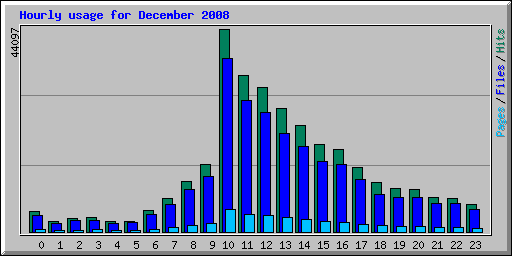 Hourly usage for December 2008
44097
Pages/Files/Hits
0 1 2 3 4 5 6 7 8 9 10 11 12 13 14 15 16 17 18 19 20 21 22 23